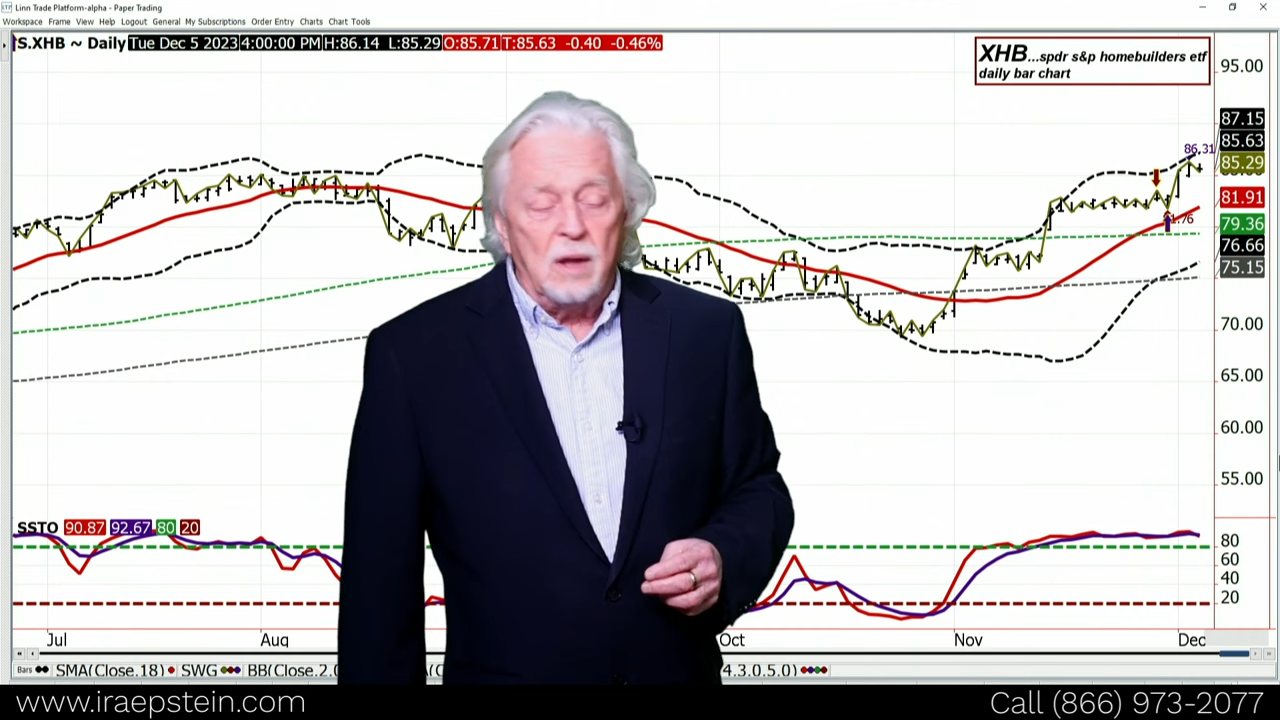 Linn Trade Platform-alpha - Paper Trading
Workspace Frame View Help Logout General My Subscriptions Order Entry Charts Chart Tools
S.XHB ~ Daily Tue Dec 5 2023 4:00:00 PM H:86.14 L:85.29 O:85.71 T:85.63 -0.40 -0.46%
XHB...spdr s&p homebuilders etf
daily bar chart
95.00
87.15
85.63
86.31
85.29
81.91
79.36
76.66
75.15
70.00
65.00
60.00
55.00
SSTO 90.87 92.67 80 20
80
60
40
20
Jul Aug Oct Nov Dec
Bars SMA(Close.18) SWG BB(Close.2.0 4.3.0.5.0)
www.iraepstein.com Call (866) 973-2077